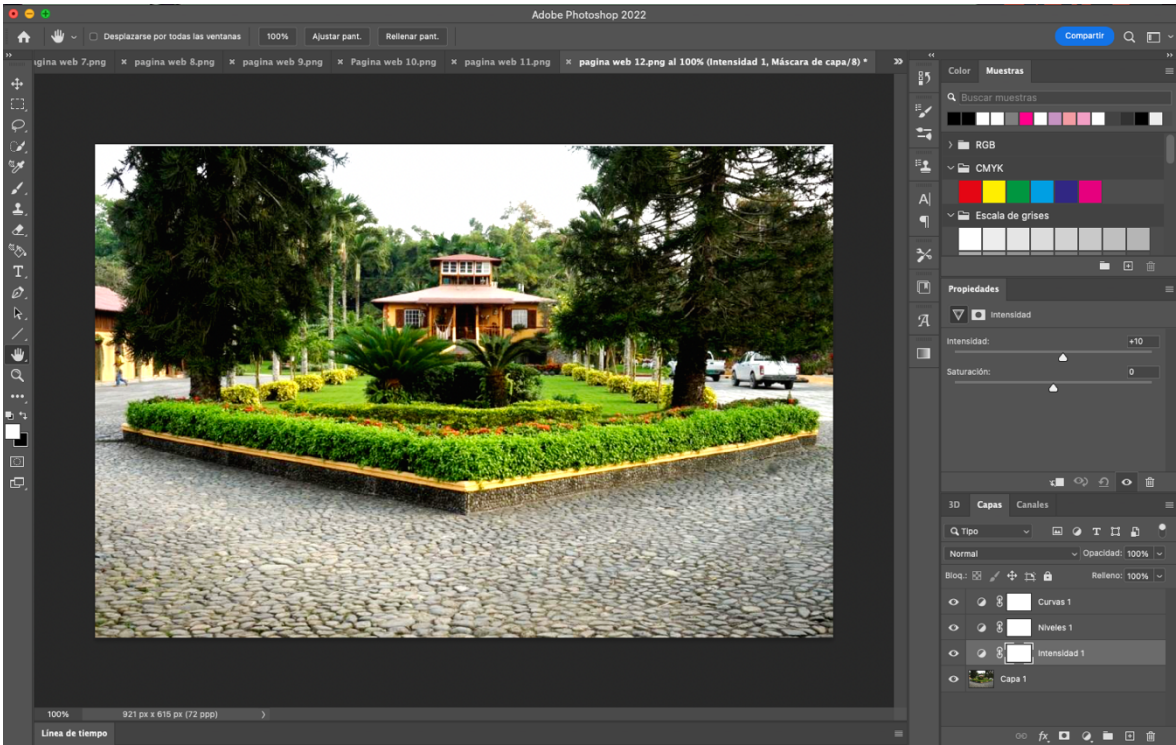 Adobe Photoshop 2022
Desplazarse por todas las ventanas 100% Ajustar pant. Rellenar pant. Compartir
agina web 7.png × pagina web 8.png × pagina web 9.png × Pagina web 10.png × pagina web 11.png × pagina web 12.png al 100% (Intensidad 1, Máscara de capa/8) *
Color Muestras
Buscar muestras
RGB
CMYK
Escala de grises
Propiedades
Intensidad
Intensidad: +10
Saturación: 0
3D Capas Canales
Tipo
Normal Opacidad: 100%
Bloq.: Relleno: 100%
Curvas 1
Niveles 1
Intensidad 1
Capa 1
100% 921 px x 615 px (72 ppp)
Línea de tiempo